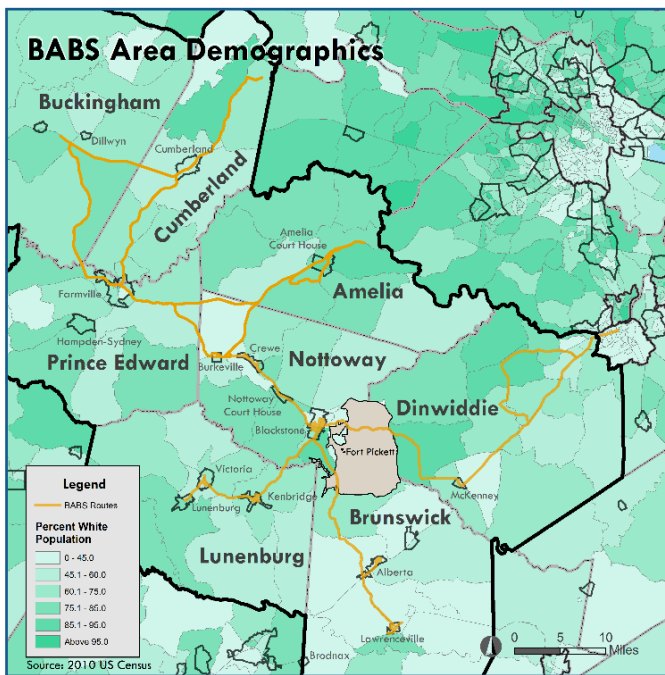 BABS Area Demographics
Buckingham
Dillwyn
Cumberland
Cumberland
Amelia
Court House
Amelia
Farmville
Hampden-Sydney
Prince Edward
Crewe
Burkeville
Nottoway
Nottoway
Court House
Blackstone
Dinwiddie
Fort Pickett
McKenney
Victoria
Lunenburg
Kenbridge
Brunswick
Lunenburg
Alberta
Lawrenceville
Brodnax
Legend
BABS Routes
Percent White
Population
0 - 45.0
45.1 - 60.0
60.1 - 75.0
75.1 - 85.0
85.1 - 95.0
Above 95.0
Source: 2010 US Census
0 5 10
Miles